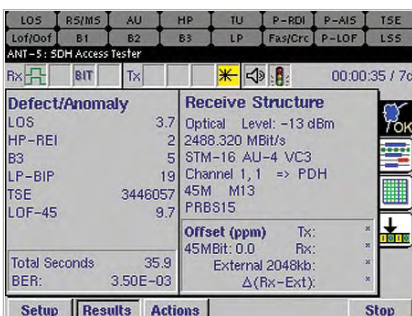 LOS RS/MS AU HP TU P-RDI P-AIS TSE
Lof/Oof B1 B2 B3 LP Fas/Crc P-LOF LSS
ANT-5: SDH Access Tester
Rx BIT Tx 00:00:35 / 7d
Defect/Anomaly
LOS 3.7
HP-REI 2
B3 5
LP-BIP 19
TSE 3446057
LOF-45 9.7
Total Seconds 35.9
BER: 3.50E-03
Receive Structure
Optical Level: -13 dBm
2488.320 MBit/s
STM-16 AU-4 VC3
Channel 1, 1 => PDH
45M M13
PRBS15
Offset (ppm) Tx: *
45MBit: 0.0 Rx: *
External 2048kb: *
Δ(Rx-Ext): *
OK
Setup Results Actions Stop